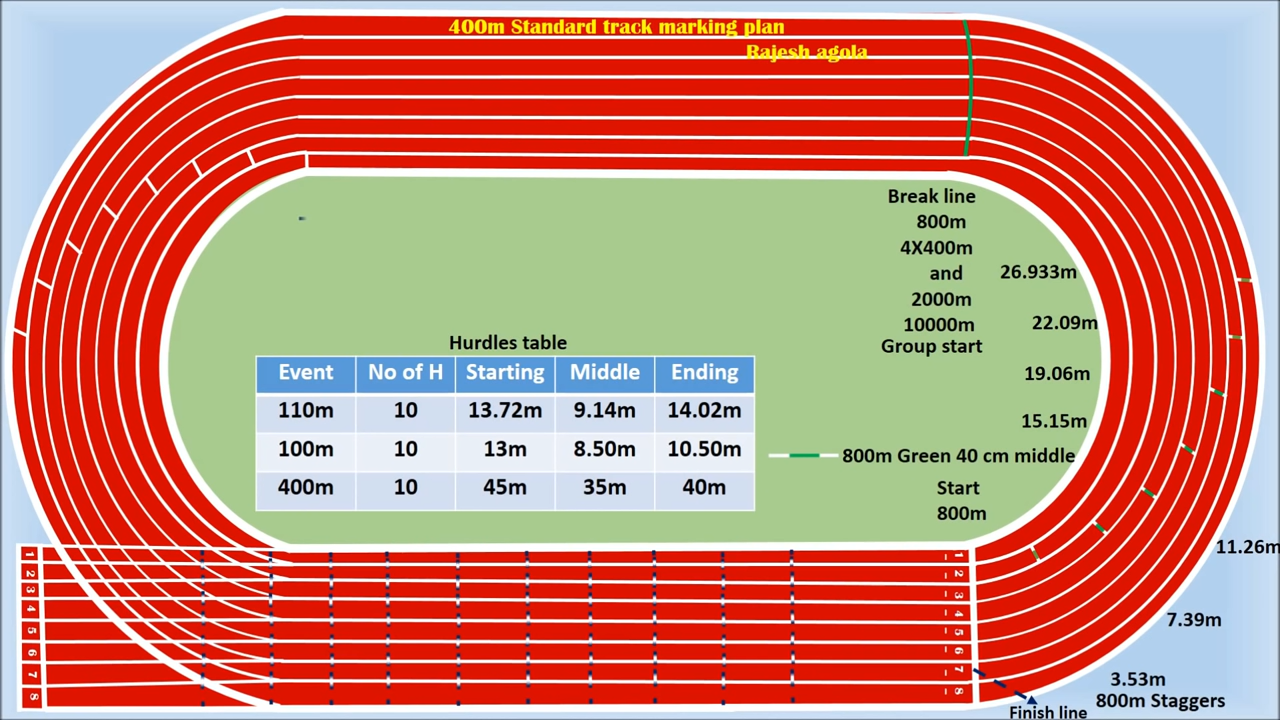 400m Standard track marking plan
Rajesh agola
Break line
800m
4X400m
and
2000m
10000m
Group start
26.933m
22.09m
19.06m
15.15m
Hurdles table
Event No of H Starting Middle Ending
110m 10 13.72m 9.14m 14.02m
100m 10 13m 8.50m 10.50m
400m 10 45m 35m 40m
800m Green 40 cm middle
Start
800m
11.26m
7.39m
3.53m
800m Staggers
Finish line
1
2
3
4
5
6
7
8
1
2
3
4
5
6
7
8